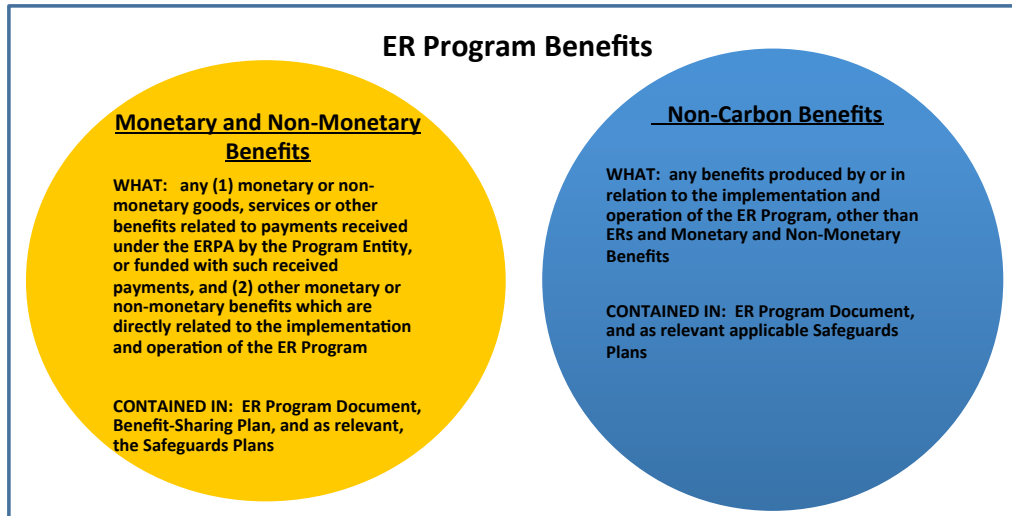 ER Program Benefits
Monetary and Non-Monetary
Benefits
WHAT: any (1) monetary or non-
monetary goods, services or other
benefits related to payments received
under the ERPA by the Program Entity,
or funded with such received
payments, and (2) other monetary or
non-monetary benefits which are
directly related to the implementation
and operation of the ER Program
CONTAINED IN: ER Program Document,
Benefit-Sharing Plan, and as relevant,
the Safeguards Plans
Non-Carbon Benefits
WHAT: any benefits produced by or in
relation to the implementation and
operation of the ER Program, other than
ERs and Monetary and Non-Monetary
Benefits
CONTAINED IN: ER Program Document,
and as relevant applicable Safeguards
Plans